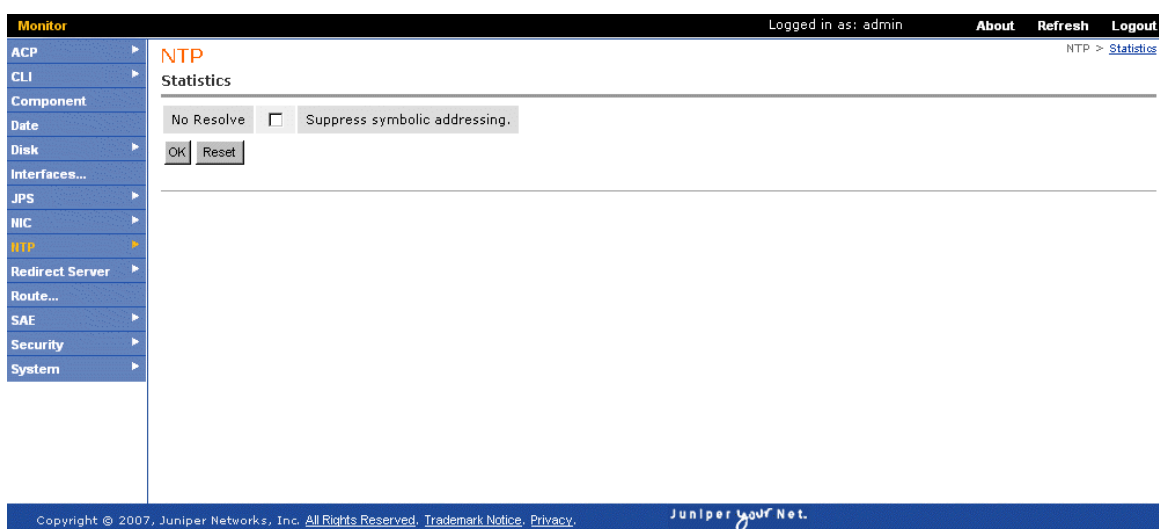 Monitor
Logged in as: admin
About Refresh Logout
ACP
CLI
Component
Date
Disk
Interfaces...
JPS
NIC
NTP
Redirect Server
Route...
SAE
Security
System
NTP > Statistics
NTP
Statistics
No Resolve Suppress symbolic addressing.
OK Reset
Copyright © 2007, Juniper Networks, Inc. All Rights Reserved. Trademark Notice. Privacy.
Juniper your Net.